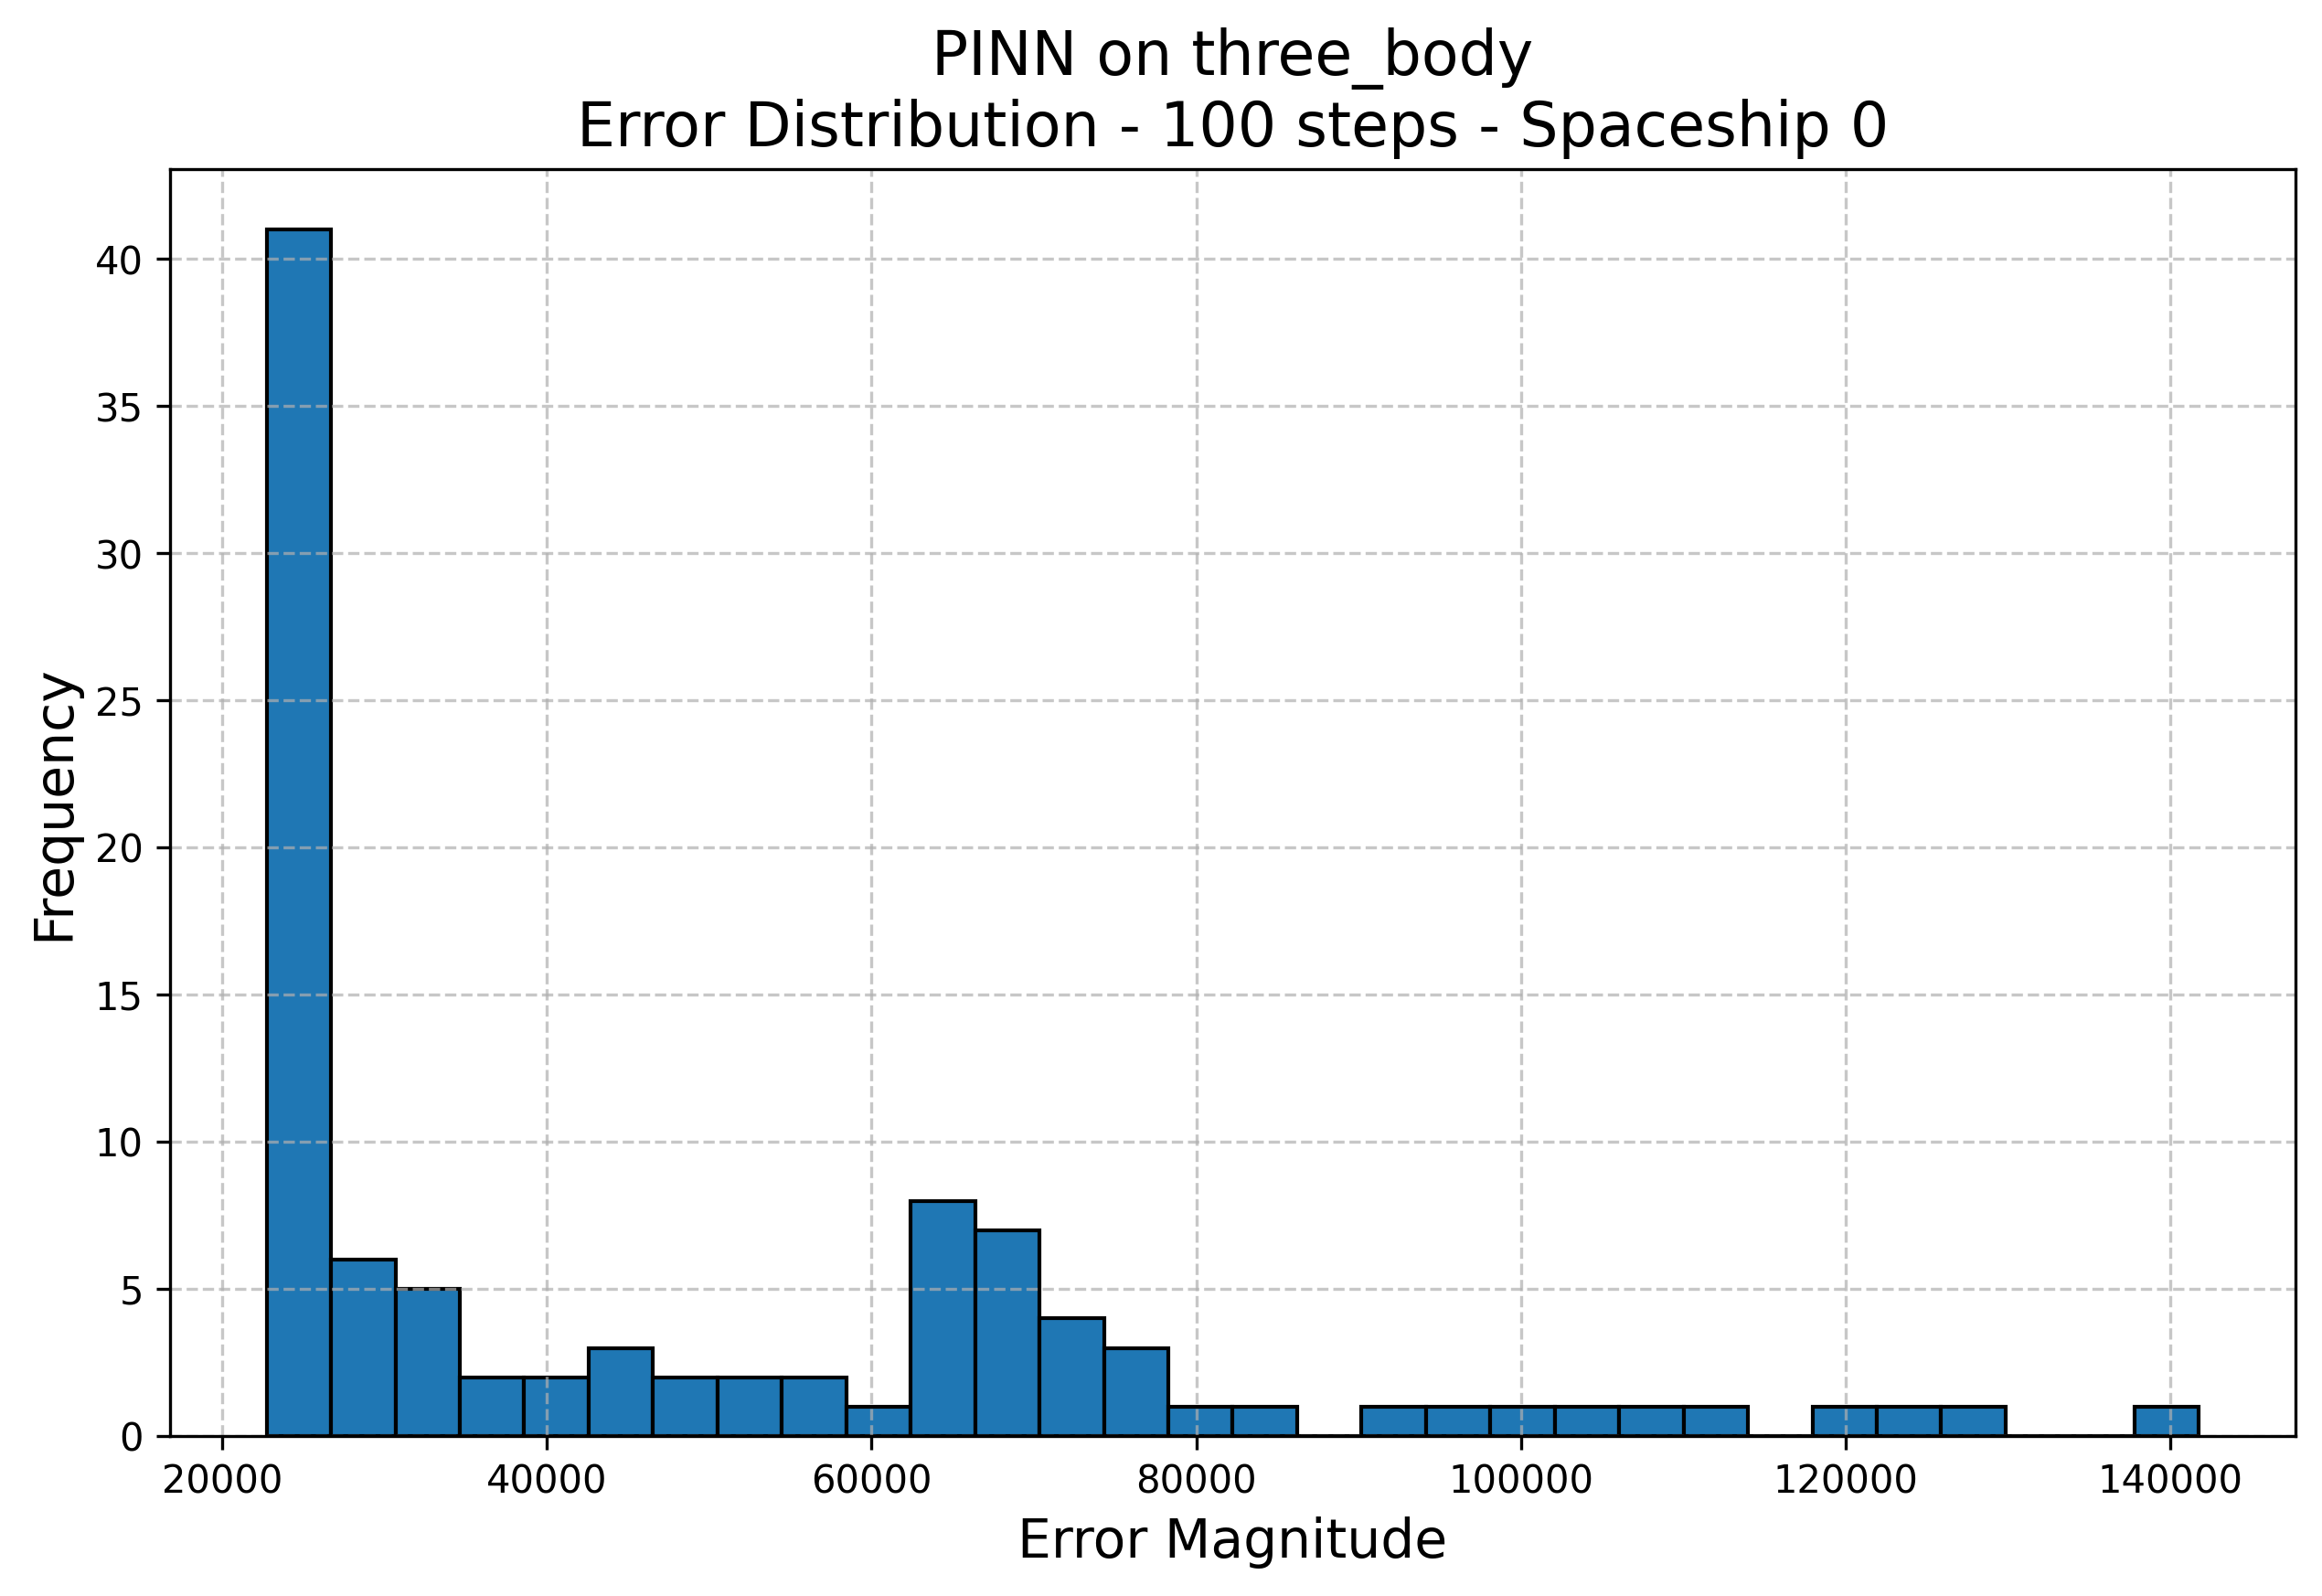 PINN on three_body
Error Distribution - 100 steps - Spaceship 0
Frequency
40
35
30
25
20
15
10
5
0
20000 40000 60000 80000 100000 120000 140000
Error Magnitude